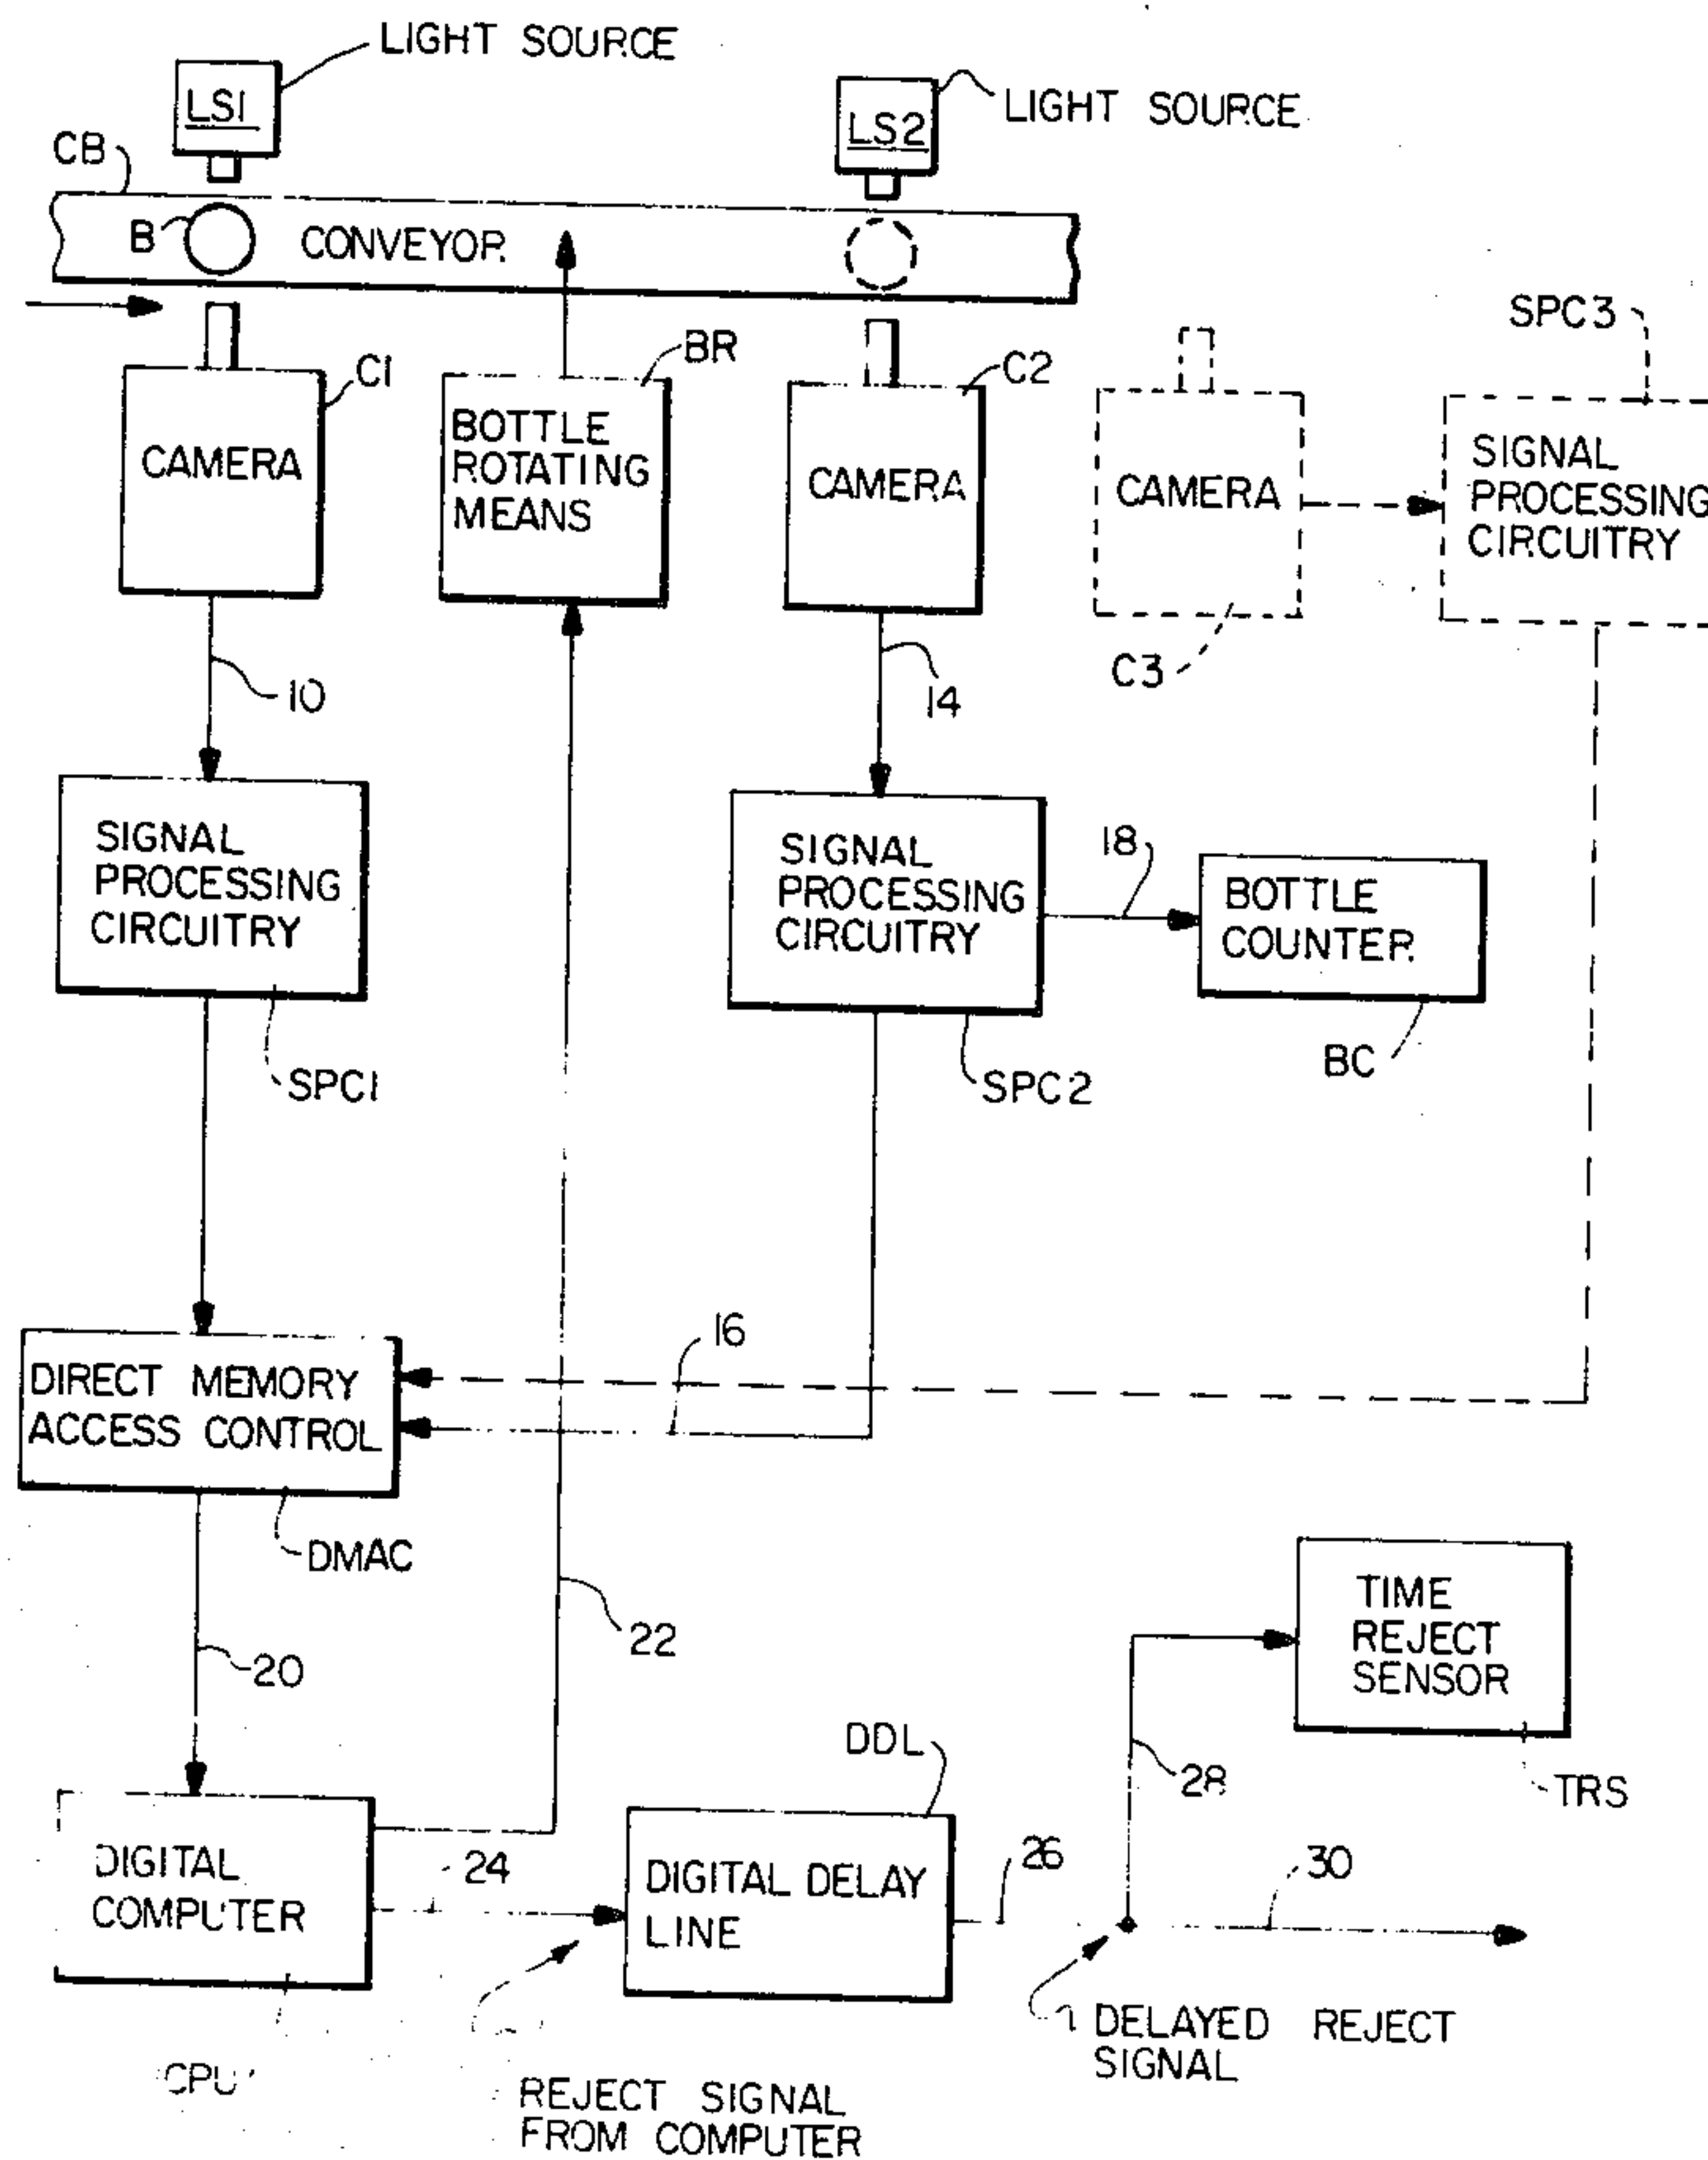 LIGHT SOURCE
LS1
LIGHT SOURCE
LS2
CB
B
CONVEYOR
SPC3
C1
BR
C2
CAMERA
BOTTLE
ROTATING
MEANS
CAMERA
CAMERA
SIGNAL
PROCESSING
CIRCUITRY
C3
10
14
SIGNAL
PROCESSING
CIRCUITRY
SIGNAL
PROCESSING
CIRCUITRY
18
BOTTLE
COUNTER
BC
SPC1
SPC2
16
DIRECT MEMORY
ACCESS CONTROL
DMAC
22
20
TIME
REJECT
SENSOR
TRS
DDL
28
DIGITAL
COMPUTER
24
DIGITAL DELAY
LINE
26
30
DELAYED REJECT
SIGNAL
CPU
REJECT SIGNAL
FROM COMPUTER